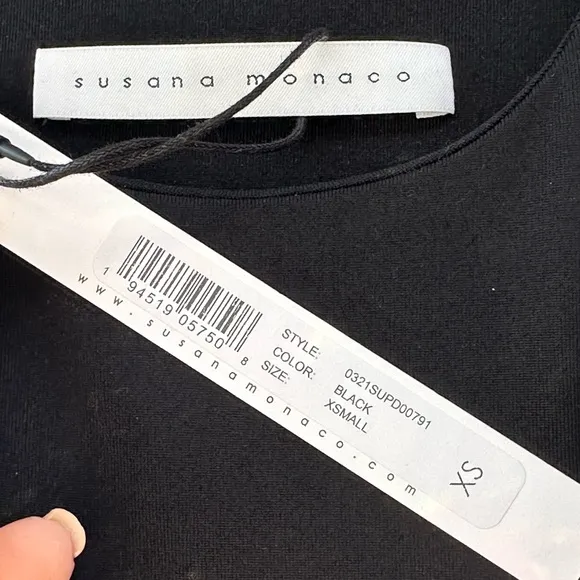 susana monaco
1 94519 05750 8
STYLE: 0321SUPD00791
COLOR: BLACK
SIZE: XSMALL
XS
www.susanamonaco.com